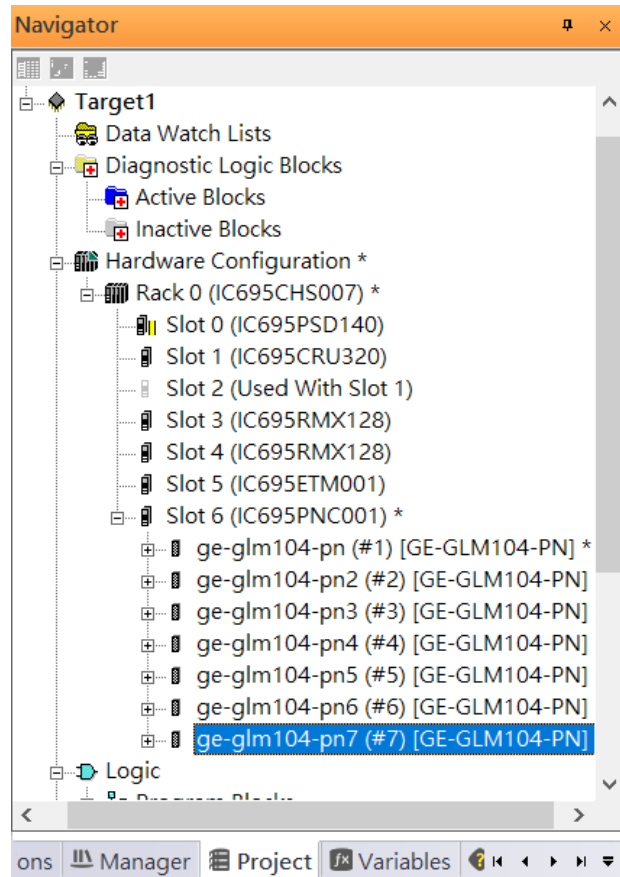 Navigator
Target1
Data Watch Lists
Diagnostic Logic Blocks
Active Blocks
Inactive Blocks
Hardware Configuration *
Rack 0 (IC695CHS007) *
Slot 0 (IC695PSD140)
Slot 1 (IC695CRU320)
Slot 2 (Used With Slot 1)
Slot 3 (IC695RMX128)
Slot 4 (IC695RMX128)
Slot 5 (IC695ETM001)
Slot 6 (IC695PNC001) *
ge-glm104-pn (#1) [GE-GLM104-PN] *
ge-glm104-pn2 (#2) [GE-GLM104-PN]
ge-glm104-pn3 (#3) [GE-GLM104-PN]
ge-glm104-pn4 (#4) [GE-GLM104-PN]
ge-glm104-pn5 (#5) [GE-GLM104-PN]
ge-glm104-pn6 (#6) [GE-GLM104-PN]
ge-glm104-pn7 (#7) [GE-GLM104-PN]
Logic
Program Blocks
ons Manager Project Variables